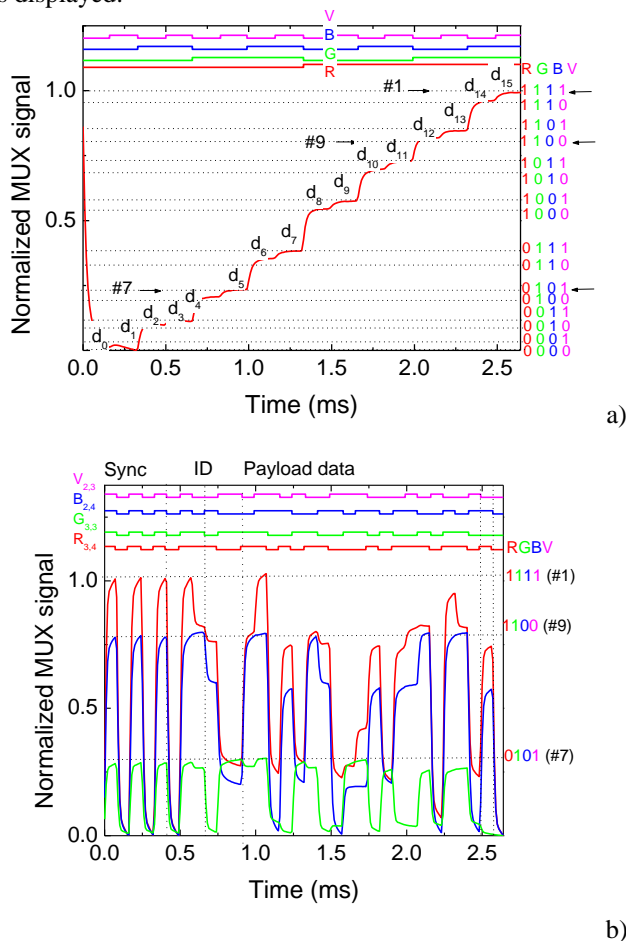 s displayed.
V
B
G
R
R G B V
1 1 1 1
1 1 1 0
1 1 0 1
1 1 0 0
1 0 1 1
1 0 1 0
1 0 0 1
1 0 0 0
0 1 1 1
0 1 1 0
0 1 0 1
0 1 0 0
0 0 1 1
0 0 1 0
0 0 0 1
0 0 0 0
#1
#9
#7
d0 d1 d2 d3 d4 d5 d6 d7 d8 d9 d10 d11 d12 d13 d14 d15
1.0
0.5
0.0
Normalized MUX signal
0.0 0.5 1.0 1.5 2.0 2.5
Time (ms)
a)
Sync ID Payload data
V2,3
B2,4
G3,3
R3,4
RGBV
1111 (#1)
1100 (#9)
0101 (#7)
1.0
0.5
0.0
Normalized MUX signal
0.0 0.5 1.0 1.5 2.0 2.5
Time (ms)
b)